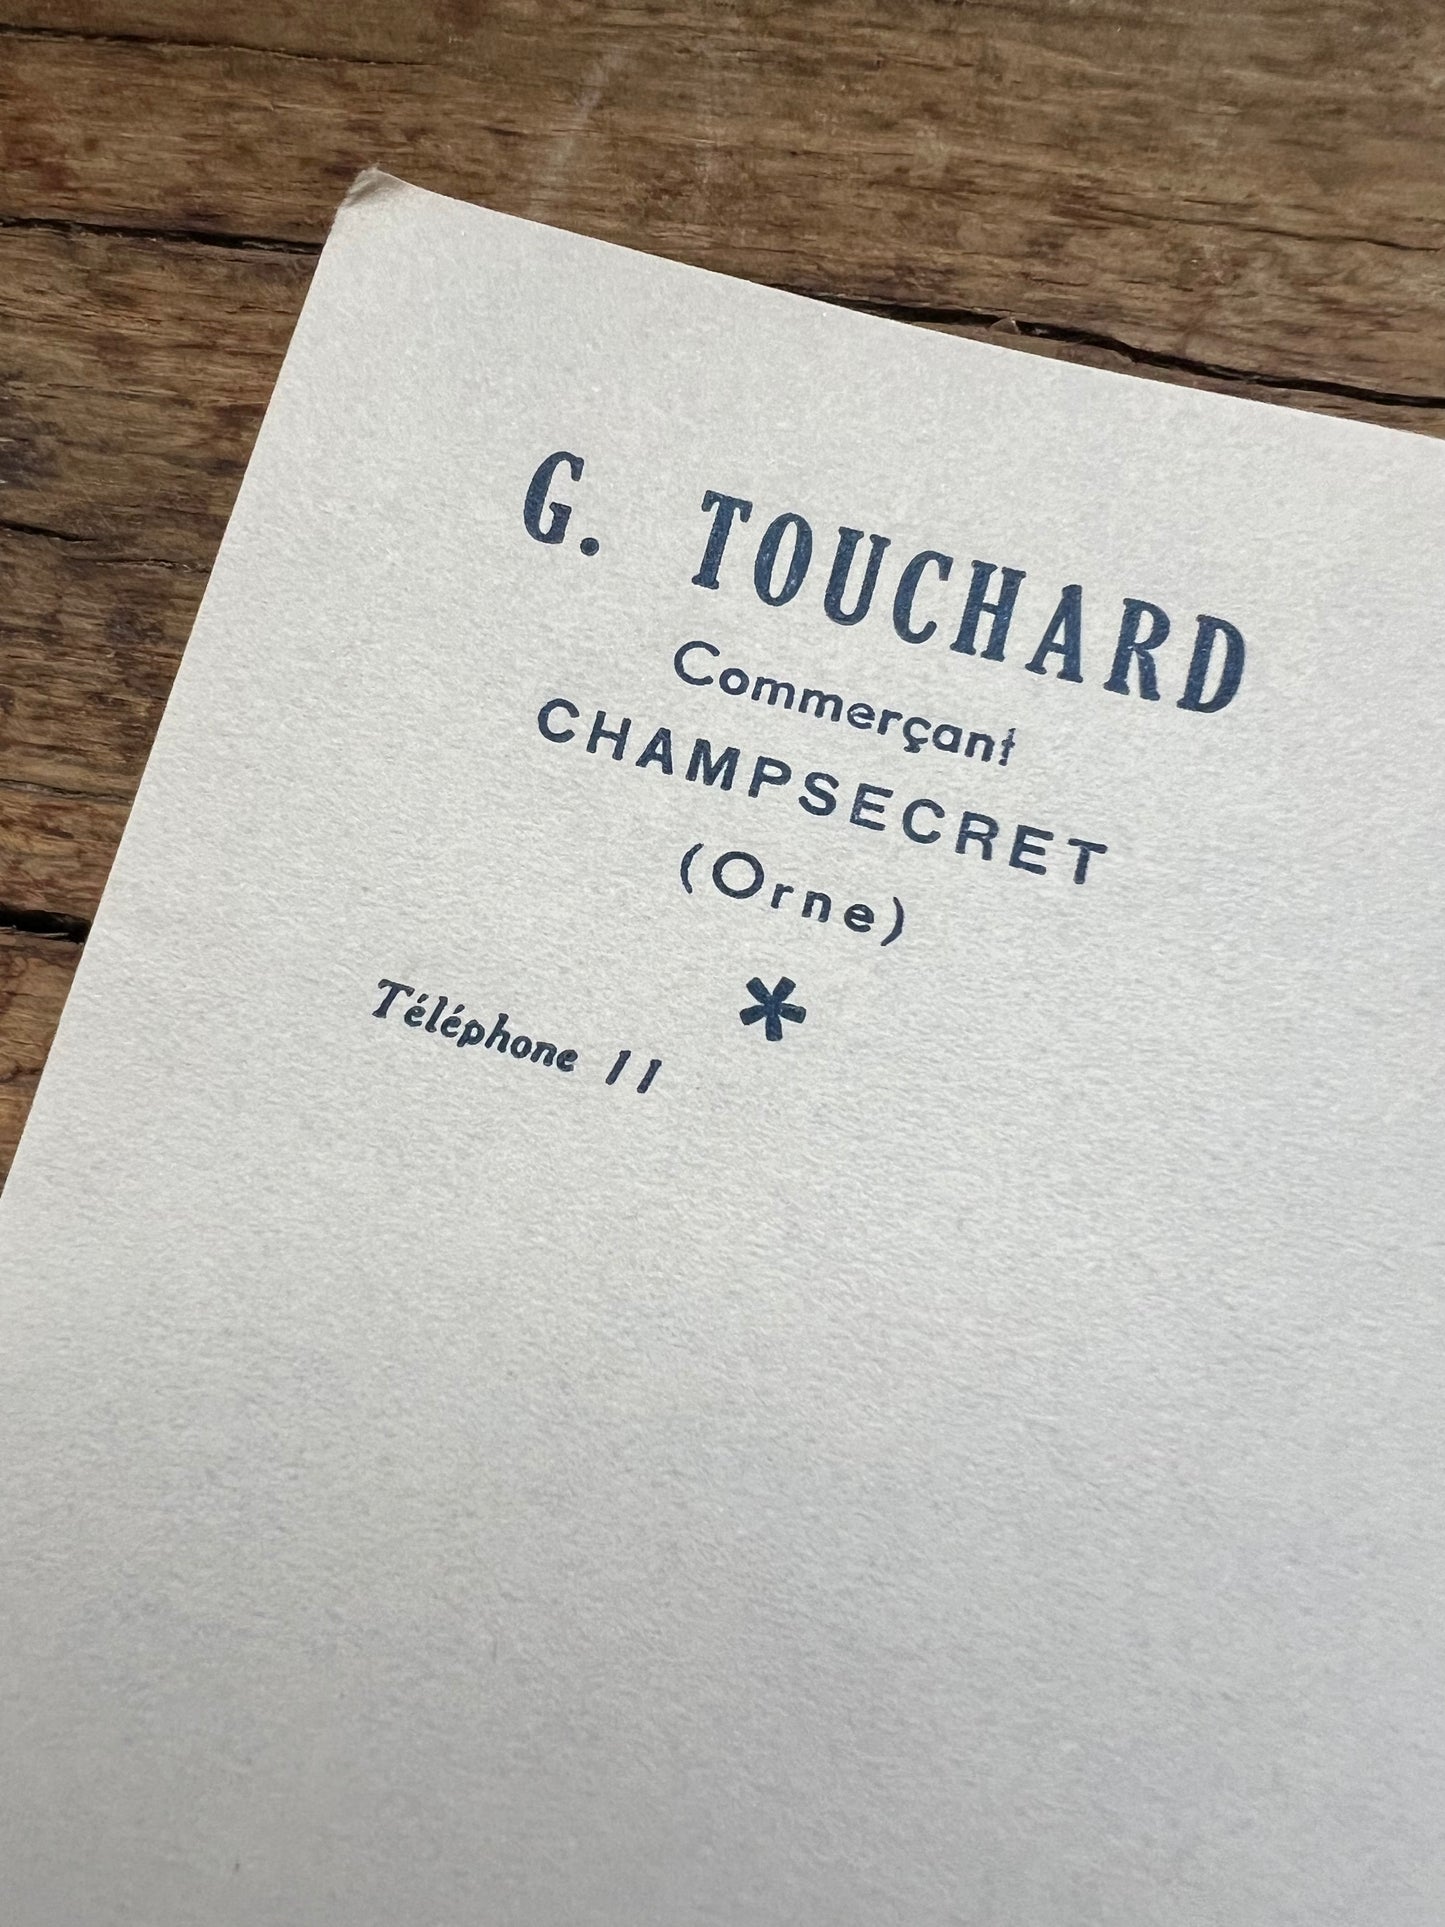 G. TOUCHARD
Commerçant
CHAMPSECRET
(Orne)
*
Téléphone 11